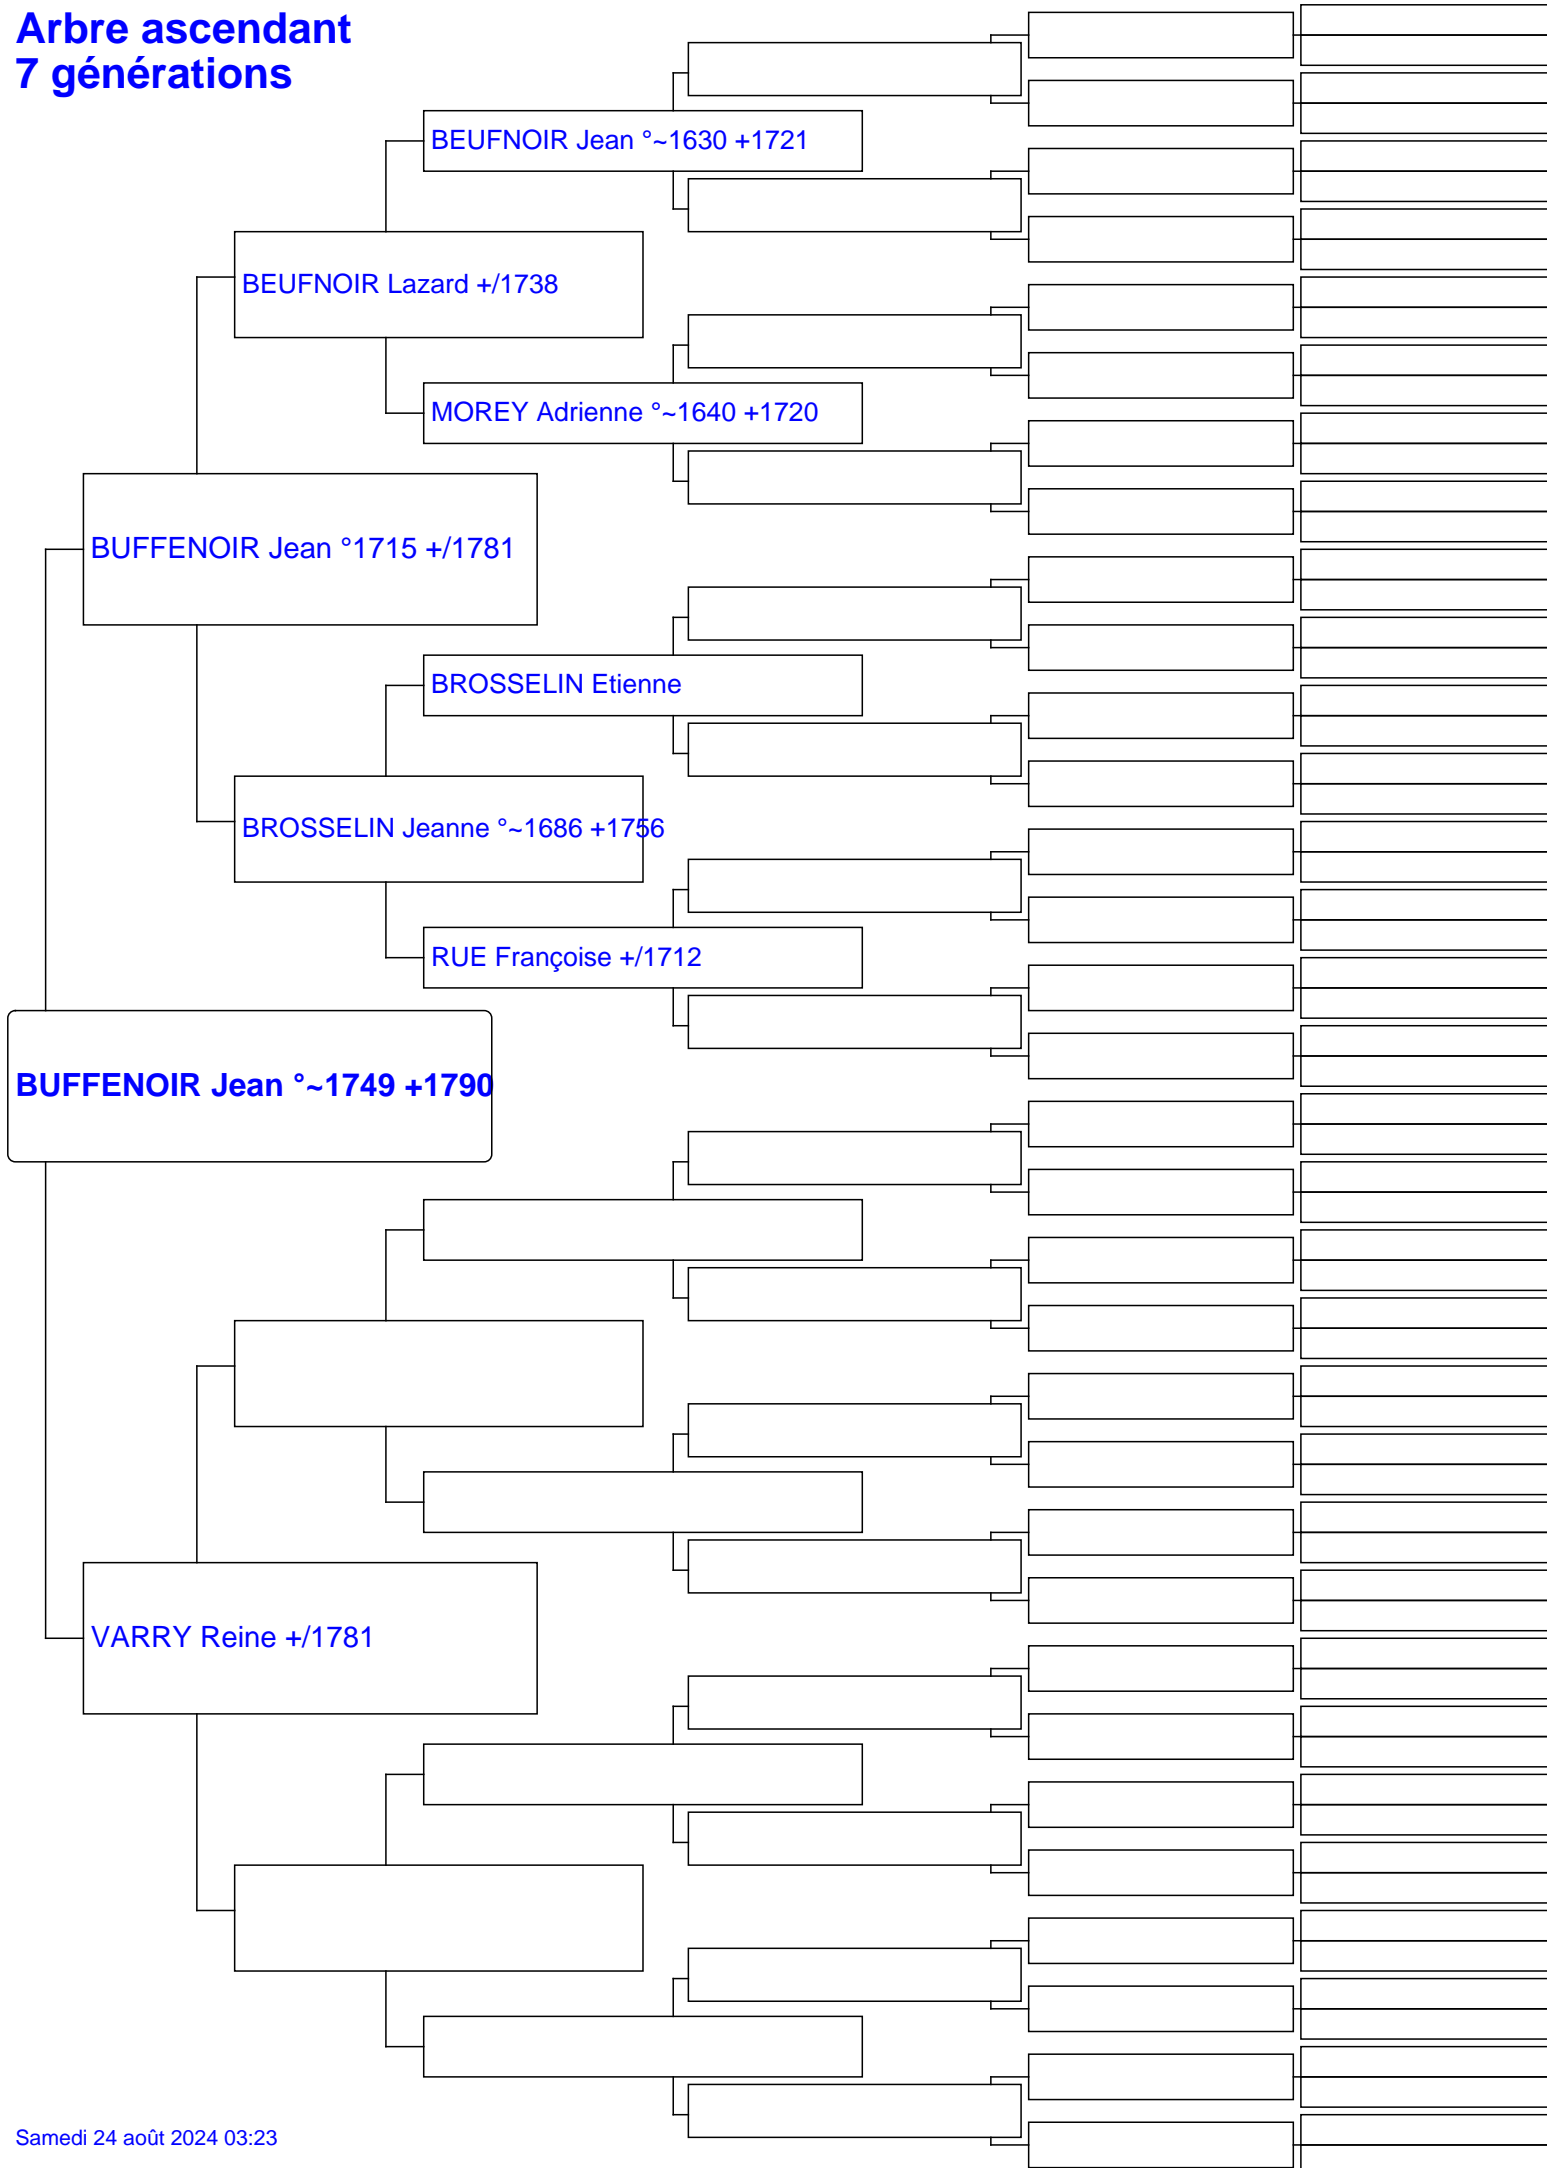 Arbre ascendant
7 générations
BEUFNOIR Jean °~1630 +1721
BEUFNOIR Lazard +/1738
MOREY Adrienne °~1640 +1720
BUFFENOIR Jean °1715 +/1781
BROSSELIN Etienne
BROSSELIN Jeanne °~1686 +1756
RUE Françoise +/1712
BUFFENOIR Jean °~1749 +1790
VARRY Reine +/1781
Samedi 24 août 2024 03:23